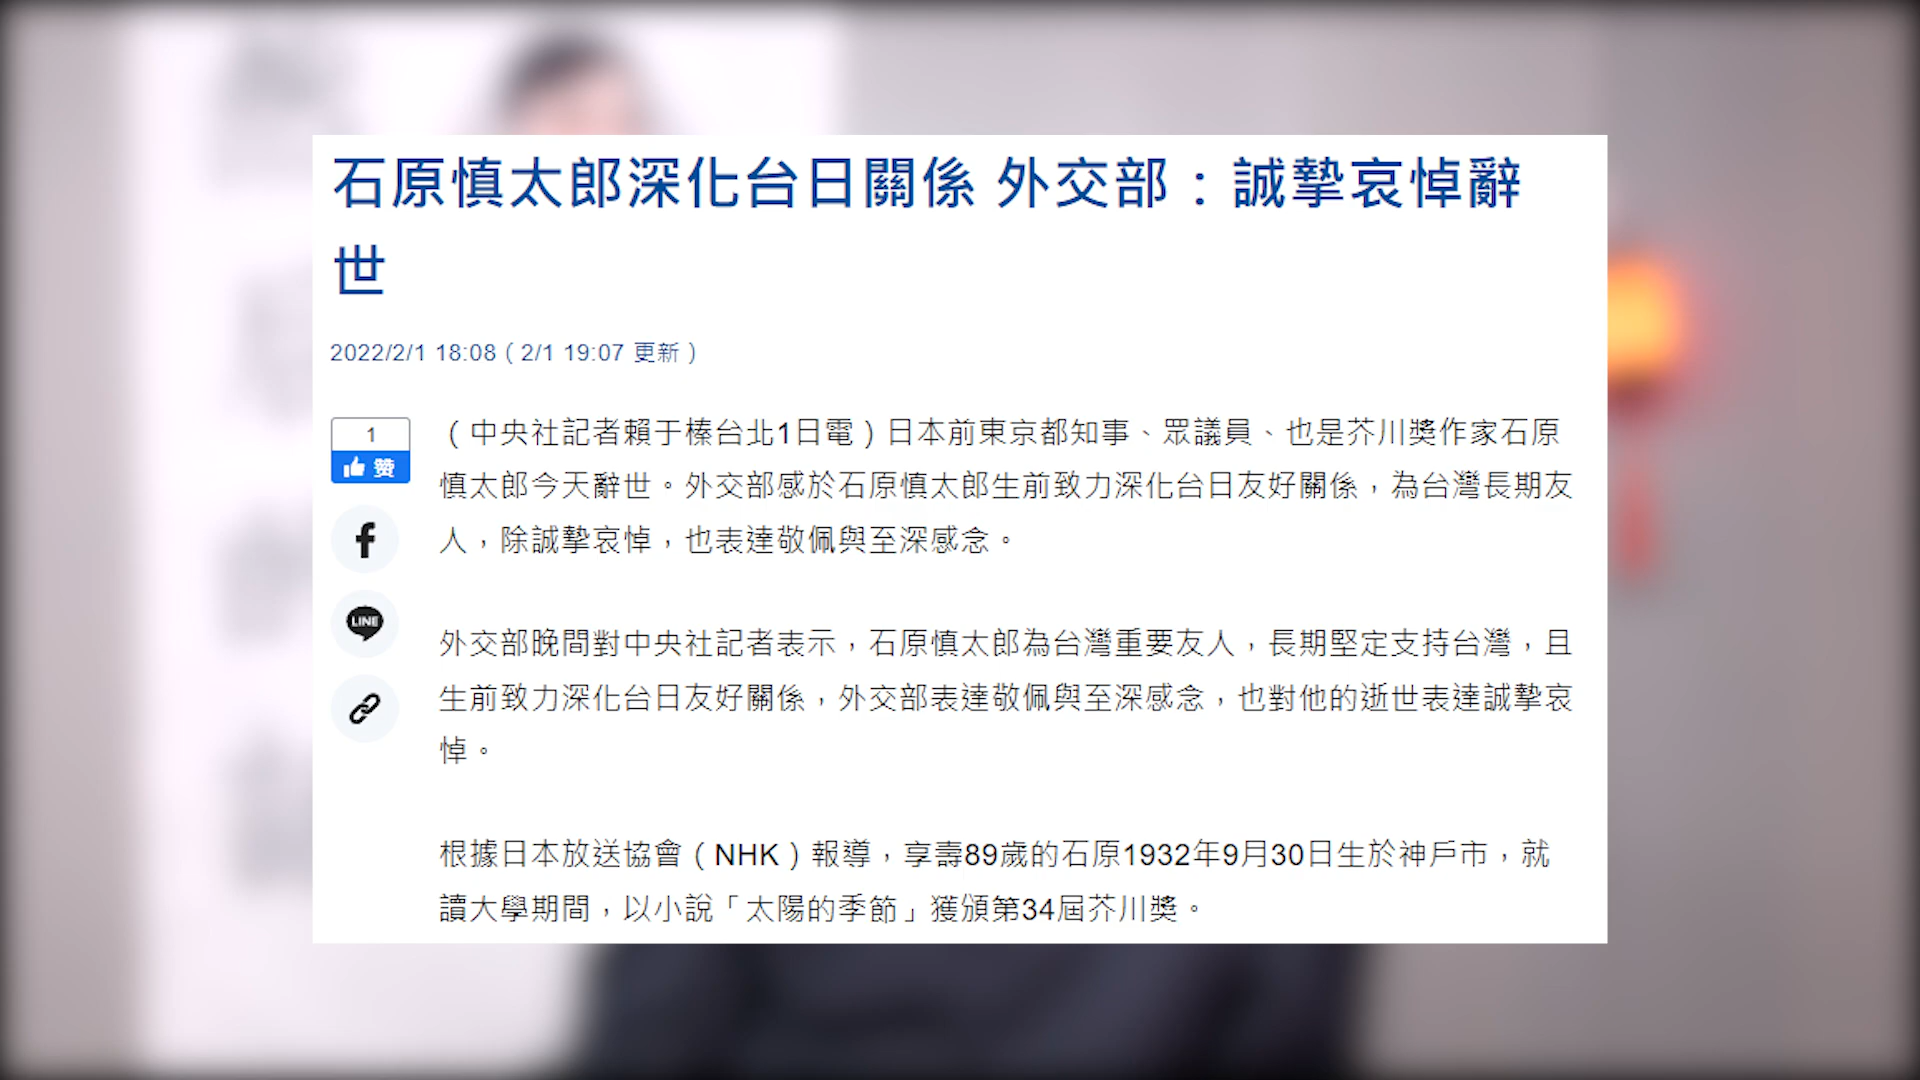 石原慎太郎深化台日關係 外交部：誠摯哀悼辭
世
2022/2/1 18:08（2/1 19:07 更新）
1
赞
LINE
（中央社記者賴于榛台北1日電）日本前東京都知事、眾議員、也是芥川獎作家石原
慎太郎今天辭世。外交部感於石原慎太郎生前致力深化台日友好關係，為台灣長期友
人，除誠摯哀悼，也表達敬佩與至深感念。
外交部晚間對中央社記者表示，石原慎太郎為台灣重要友人，長期堅定支持台灣，且
生前致力深化台日友好關係，外交部表達敬佩與至深感念，也對他的逝世表達誠摯哀
悼。
根據日本放送協會（NHK）報導，享壽89歲的石原1932年9月30日生於神戶市，就
讀大學期間，以小說「太陽的季節」獲頒第34屆芥川獎。